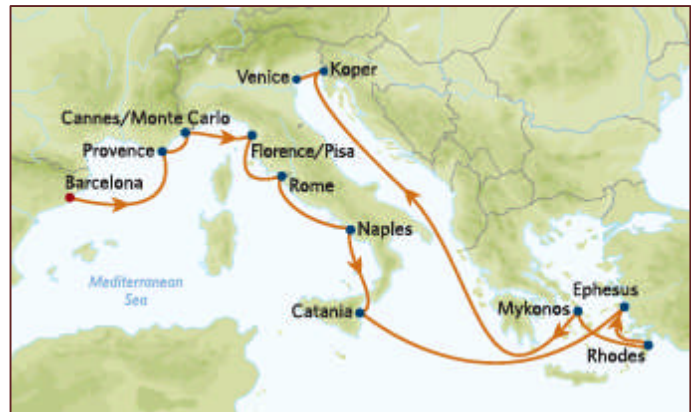 Venice
Koper
Cannes/Monte Carlo
Provence
Florence/Pisa
Barcelona
Rome
Naples
Mediterranean
Sea
Catania
Mykonos
Ephesus
Rhodes